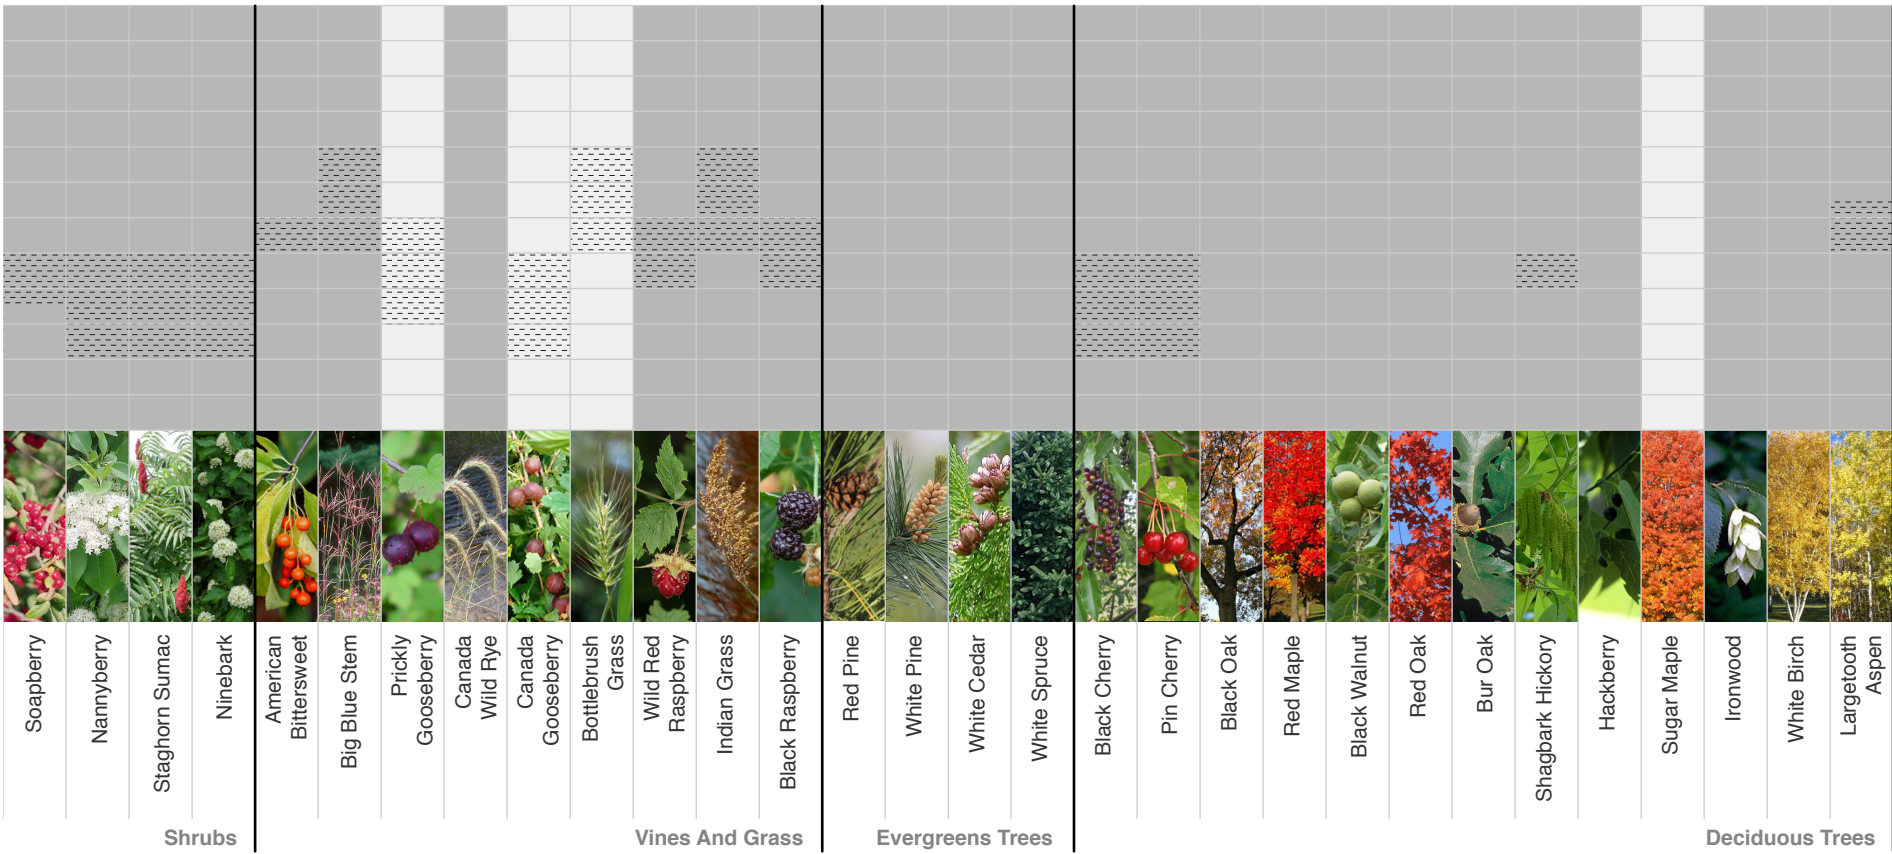 Soapberry
Nannyberry
Staghorn Sumac
Ninebark
American
Bittersweet
Big Blue Stem
Prickly
Gooseberry
Canada
Wild Rye
Canada
Gooseberry
Bottlebrush
Grass
Wild Red
Raspberry
Indian Grass
Black Raspberry
Red Pine
White Pine
White Cedar
White Spruce
Black Cherry
Pin Cherry
Black Oak
Red Maple
Black Walnut
Red Oak
Bur Oak
Shagbark Hickory
Hackberry
Sugar Maple
Ironwood
White Birch
Largetooth
Aspen
Shrubs
Vines And Grass
Evergreens Trees
Deciduous Trees